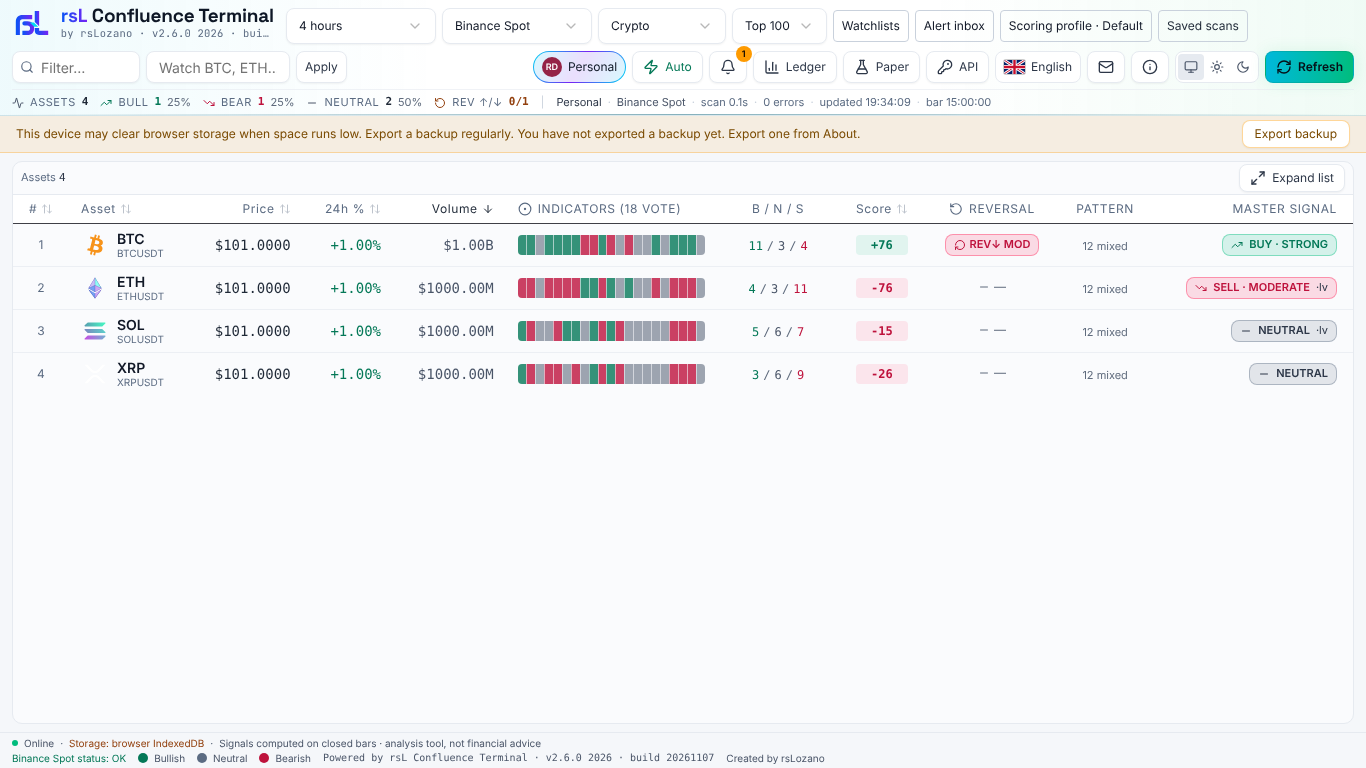 rsL Confluence Terminal
by rsLozano · v2.6.0 2026 · bui…
4 hours
Binance Spot
Crypto
Top 100
Watchlists
Alert inbox
Scoring profile · Default
Saved scans
Filter...
Watch BTC, ETH..
Apply
RD Personal
Auto
1
Ledger
Paper
API
English
Refresh
ASSETS 4 BULL 1 25% BEAR 1 25% NEUTRAL 2 50% REV ↑/↓ 0/1 Personal · Binance Spot · scan 0.1s · 0 errors · updated 19:34:09 · bar 15:00:00
This device may clear browser storage when space runs low. Export a backup regularly. You have not exported a backup yet. Export one from About.
Export backup
Assets 4
Expand list
# Asset Price 24h % Volume ↓ INDICATORS (18 VOTE) B / N / S Score REVERSAL PATTERN MASTER SIGNAL
1 BTC $101.0000 +1.00% $1.00B 11 / 3 / 4 +76 REV↓ MOD 12 mixed BUY · STRONG
BTCUSDT
2 ETH $101.0000 +1.00% $1000.00M 4 / 3 / 11 -76 — — 12 mixed SELL · MODERATE ·lv
ETHUSDT
3 SOL $101.0000 +1.00% $1000.00M 5 / 6 / 7 -15 — — 12 mixed — NEUTRAL ·lv
SOLUSDT
4 XRP $101.0000 +1.00% $1000.00M 3 / 6 / 9 -26 — — 12 mixed — NEUTRAL
XRPUSDT
Online · Storage: browser IndexedDB · Signals computed on closed bars · analysis tool, not financial advice
Binance Spot status: OK Bullish Neutral Bearish Powered by rsL Confluence Terminal · v2.6.0 2026 · build 20261107 Created by rsLozano